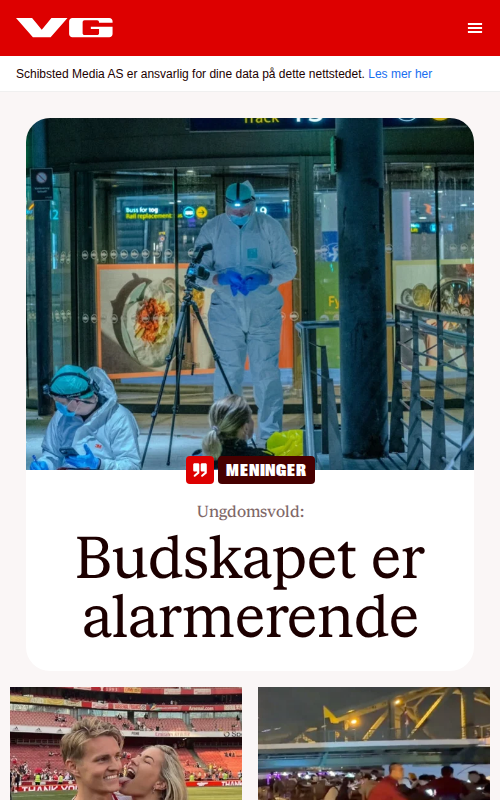 VG
Schibsted Media AS er ansvarlig for dine data på dette nettstedet. Les mer her
Track
Buss for tog
Rail replacement
MENINGER
Ungdomsvold:
Budskapet er
alarmerende